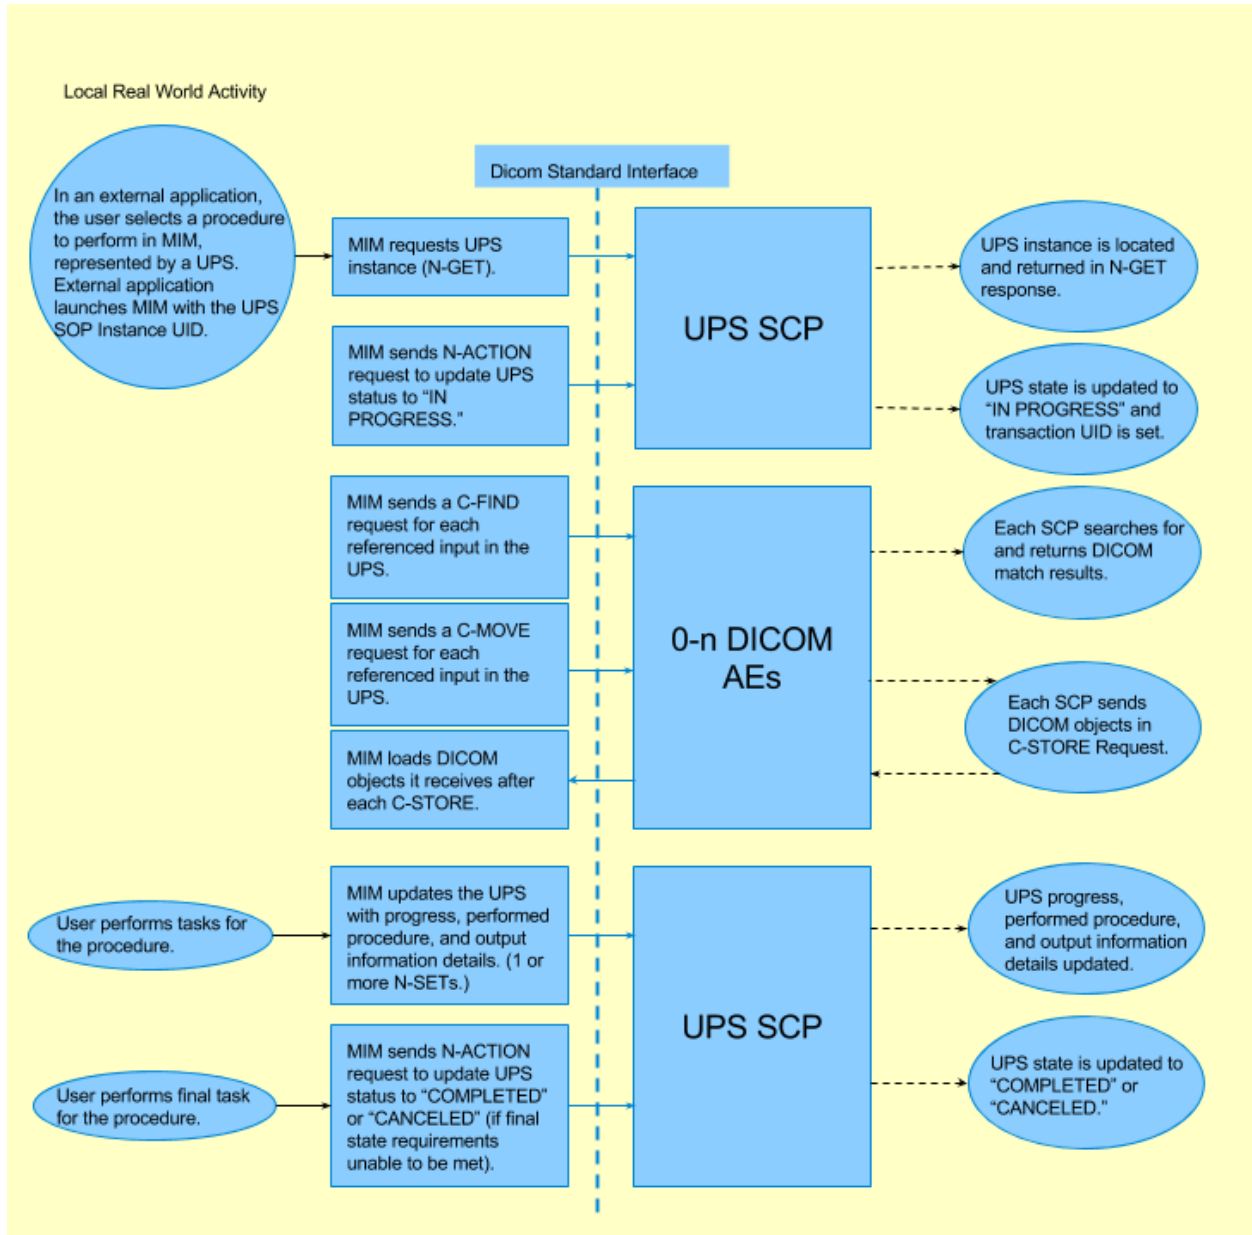 Local Real World Activity
In an external application,
the user selects a procedure
to perform in MIM,
represented by a UPS.
External application
launches MIM with the UPS
SOP Instance UID.
Dicom Standard Interface
MIM requests UPS
instance (N-GET).
UPS SCP
UPS instance is located
and returned in N-GET
response.
MIM sends N-ACTION
request to update UPS
status to “IN
PROGRESS.”
UPS state is updated to
“IN PROGRESS” and
transaction UID is set.
MIM sends a C-FIND
request for each
referenced input in the
UPS.
0-n DICOM
AEs
Each SCP searches for
and returns DICOM
match results.
MIM sends a C-MOVE
request for each
referenced input in the
UPS.
Each SCP sends
DICOM objects in
C-STORE Request.
MIM loads DICOM
objects it receives after
each C-STORE.
User performs tasks for
the procedure.
MIM updates the UPS
with progress, performed
procedure, and output
information details. (1 or
more N-SETs.)
UPS SCP
UPS progress,
performed procedure,
and output information
details updated.
User performs final task
for the procedure.
MIM sends N-ACTION
request to update UPS
status to “COMPLETED”
or “CANCELED” (if final
state requirements
unable to be met).
UPS state is updated to
“COMPLETED” or
“CANCELED.”